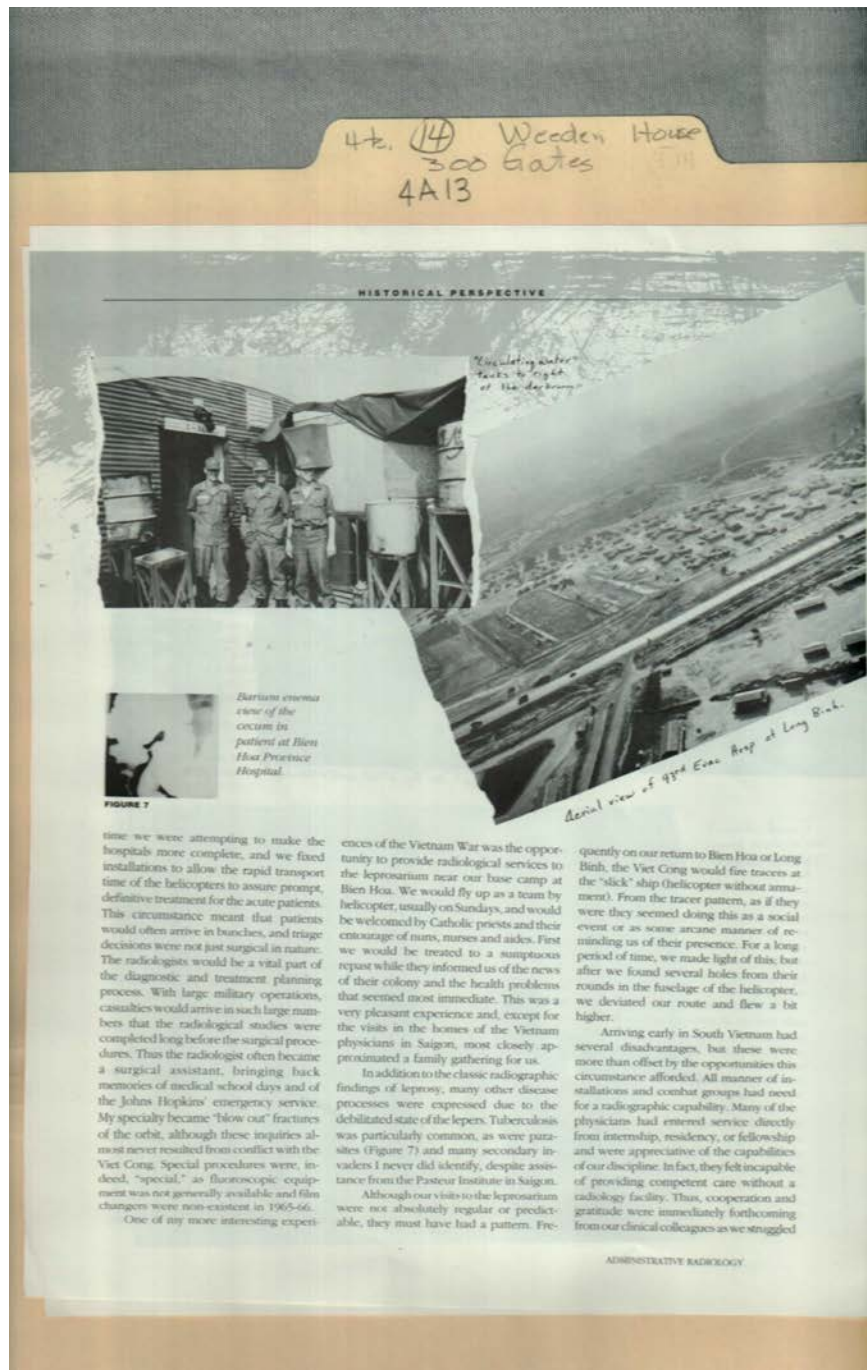 4 tc. (14) Weeden House
300 Gates
4A13
HISTORICAL PERSPECTIVE
"Circulating water"
tanks to right
of the darkroom
Aerial view of 93rd Evac Hosp at Long Binh.
Barium enema
view of the
cecum in
patient at Bien
Hoa Province
Hospital.
FIGURE 7
time we were attempting to make the
hospitals more complete, and we fixed
installations to allow the rapid transport
time of the helicopters to assure prompt,
definitive treatment for the acute patients.
This circumstance meant that patients
would often arrive in bunches, and triage
decisions were not just surgical in nature.
The radiologists would be a vital part of
the diagnostic and treatment planning
process. With large military operations,
casualties would arrive in such large num-
bers that the radiological studies were
completed long before the surgical proce-
dures. Thus the radiologist often became
a surgical assistant, bringing back
memories of medical school days and of
the Johns Hopkins' emergency service.
My specialty became "blow out" fractures
of the orbit, although these inquiries al-
most never resulted from conflict with the
Viet Cong. Special procedures were, in-
deed, "special," as fluoroscopic equip-
ment was not generally available and film
changers were non-existent in 1965-66.
One of my more interesting experi-
ences of the Vietnam War was the oppor-
tunity to provide radiological services to
the leprosarium near our base camp at
Bien Hoa. We would fly up as a team by
helicopter, usually on Sundays, and would
be welcomed by Catholic priests and their
entourage of nuns, nurses and aides. First
we would be treated to a sumptuous
repast while they informed us of the news
of their colony and the health problems
that seemed most immediate. This was a
very pleasant experience and, except for
the visits in the homes of the Vietnam
physicians in Saigon, most closely ap-
proximated a family gathering for us.
In addition to the classic radiographic
findings of leprosy, many other disease
processes were expressed due to the
debilitated state of the lepers. Tuberculosis
was particularly common, as were para-
sites (Figure 7) and many secondary in-
vaders I never did identify, despite assis-
tance from the Pasteur Institute in Saigon.
Although our visits to the leprosarium
were not absolutely regular or predict-
able, they must have had a pattern. Fre-
quently on our return to Bien Hoa or Long
Binh, the Viet Cong would fire tracers at
the "slick" ship (helicopter without arma-
ment). From the tracer pattern, as if they
were they seemed doing this as a social
event or as some arcane manner of re-
minding us of their presence. For a long
period of time, we made light of this; but
after we found several holes from their
rounds in the fuselage of the helicopter,
we deviated our route and flew a bit
higher.
Arriving early in South Vietnam had
several disadvantages, but these were
more than offset by the opportunities this
circumstance afforded. All manner of in-
stallations and combat groups had need
for a radiographic capability. Many of the
physicians had entered service directly
from internship, residency, or fellowship
and were appreciative of the capabilities
of our discipline. In fact, they felt incapable
of providing competent care without a
radiology facility. Thus, cooperation and
gratitude were immediately forthcoming
from our clinical colleagues as we struggled
ADMINISTRATIVE RADIOLOGY